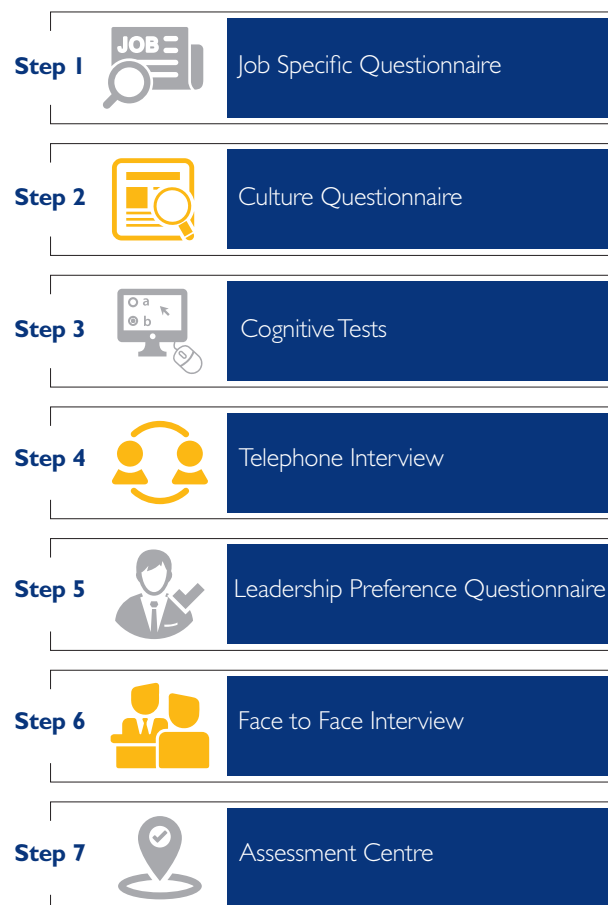 Step 1
JOB
Job Specific Questionnaire
Step 2
Culture Questionnaire
Step 3
a
b
Cognitive Tests
Step 4
Telephone Interview
Step 5
Leadership Preference Questionnaire
Step 6
Face to Face Interview
Step 7
Assessment Centre